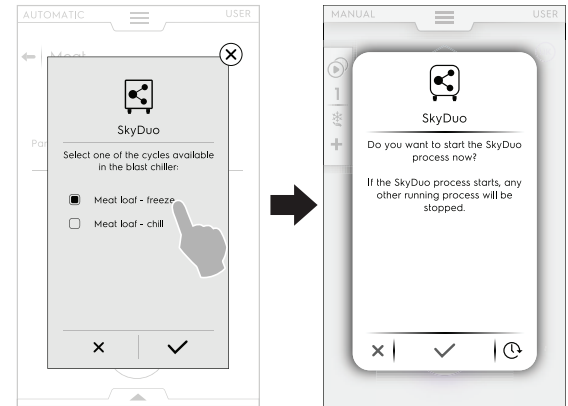 AUTOMATIC USER
Meat
SkyDuo
Select one of the cycles available
in the blast chiller:
Meat loaf - freeze
Meat loaf - chill
MANUAL USER
1
SkyDuo
Do you want to start the SkyDuo
process now?
If the SkyDuo process starts, any
other running process will be
stopped.